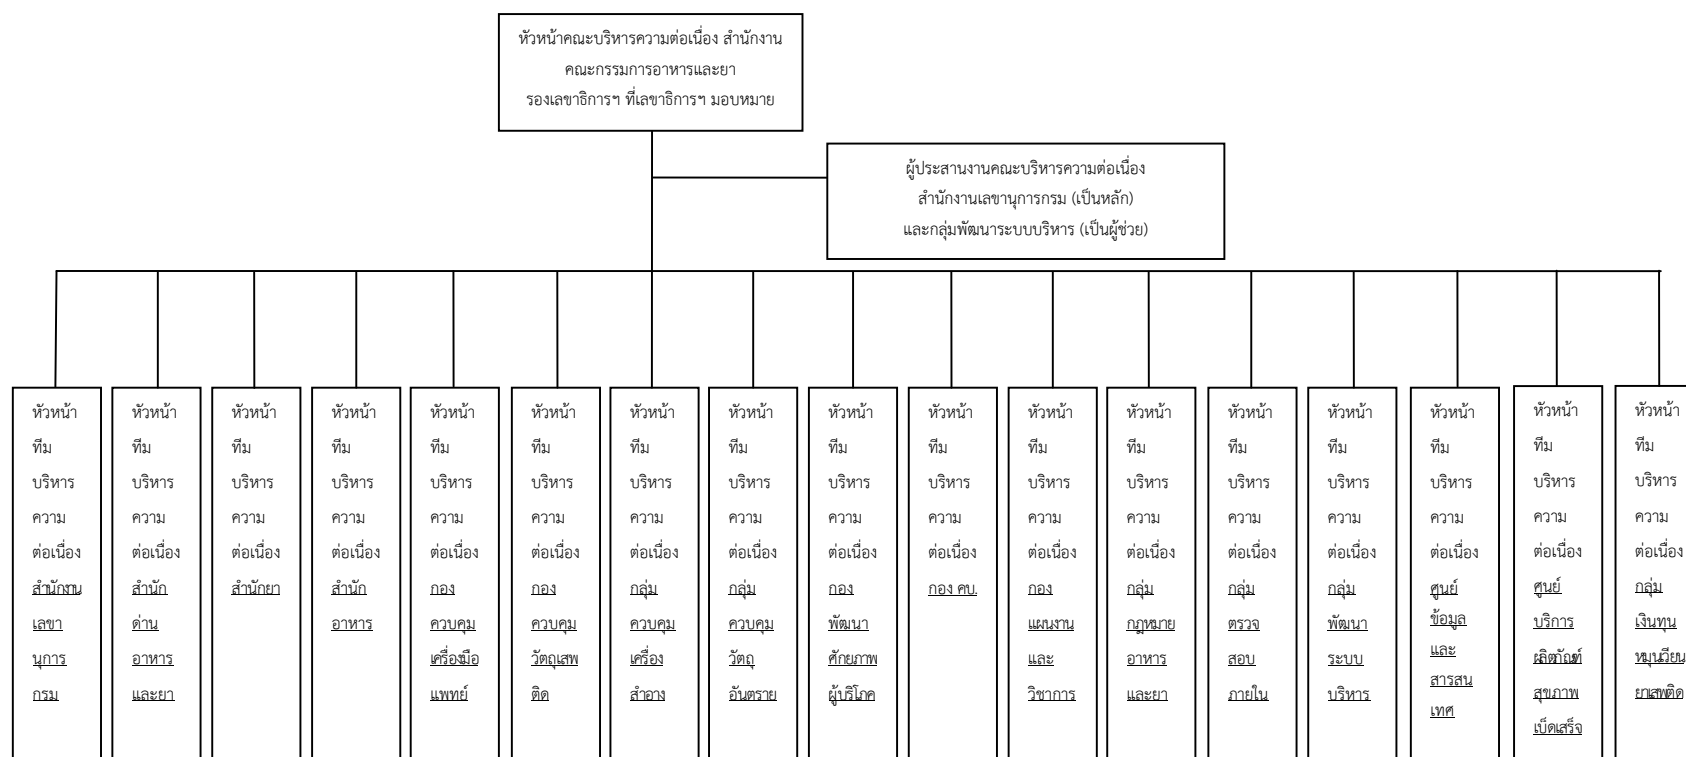 หัวหน้าคณะบริหารความต่อเนื่อง สำนักงาน
คณะกรรมการอาหารและยา
รองเลขาธิการฯ ที่เลขาธิการฯ มอบหมาย
ผู้ประสานงานคณะบริหารความต่อเนื่อง
สำนักงานเลขานุการกรม (เป็นหลัก)
และกลุ่มพัฒนาระบบบริหาร (เป็นผู้ช่วย)
หัวหน้า
ทีม
บริหาร
ความ
ต่อเนื่อง
สำนักงาน
เลขา
นุการ
กรม
หัวหน้า
ทีม
บริหาร
ความ
ต่อเนื่อง
สำนัก
ด่าน
อาหาร
และยา
หัวหน้า
ทีม
บริหาร
ความ
ต่อเนื่อง
สำนักยา
หัวหน้า
ทีม
บริหาร
ความ
ต่อเนื่อง
สำนัก
อาหาร
หัวหน้า
ทีม
บริหาร
ความ
ต่อเนื่อง
กอง
ควบคุม
เครื่องมือ
แพทย์
หัวหน้า
ทีม
บริหาร
ความ
ต่อเนื่อง
กอง
ควบคุม
วัตถุเสพ
ติด
หัวหน้า
ทีม
บริหาร
ความ
ต่อเนื่อง
กลุ่ม
ควบคุม
เครื่อง
สำอาง
หัวหน้า
ทีม
บริหาร
ความ
ต่อเนื่อง
กลุ่ม
ควบคุม
วัตถุ
อันตราย
หัวหน้า
ทีม
บริหาร
ความ
ต่อเนื่อง
กอง
พัฒนา
ศักยภาพ
ผู้บริโภค
หัวหน้า
ทีม
บริหาร
ความ
ต่อเนื่อง
กอง คบ.
หัวหน้า
ทีม
บริหาร
ความ
ต่อเนื่อง
กอง
แผนงาน
และ
วิชาการ
หัวหน้า
ทีม
บริหาร
ความ
ต่อเนื่อง
กลุ่ม
กฎหมาย
อาหาร
และยา
หัวหน้า
ทีม
บริหาร
ความ
ต่อเนื่อง
กลุ่ม
ตรวจ
สอบ
ภายใน
หัวหน้า
ทีม
บริหาร
ความ
ต่อเนื่อง
กลุ่ม
พัฒนา
ระบบ
บริหาร
หัวหน้า
ทีม
บริหาร
ความ
ต่อเนื่อง
ศูนย์
ข้อมูล
และ
สารสน
เทศ
หัวหน้า
ทีม
บริหาร
ความ
ต่อเนื่อง
ศูนย์
บริการ
ผลิตภัณฑ์
สุขภาพ
เบ็ดเสร็จ
หัวหน้า
ทีม
บริหาร
ความ
ต่อเนื่อง
กลุ่ม
เงินทุน
หมุนเวียน
ยาเสพติด